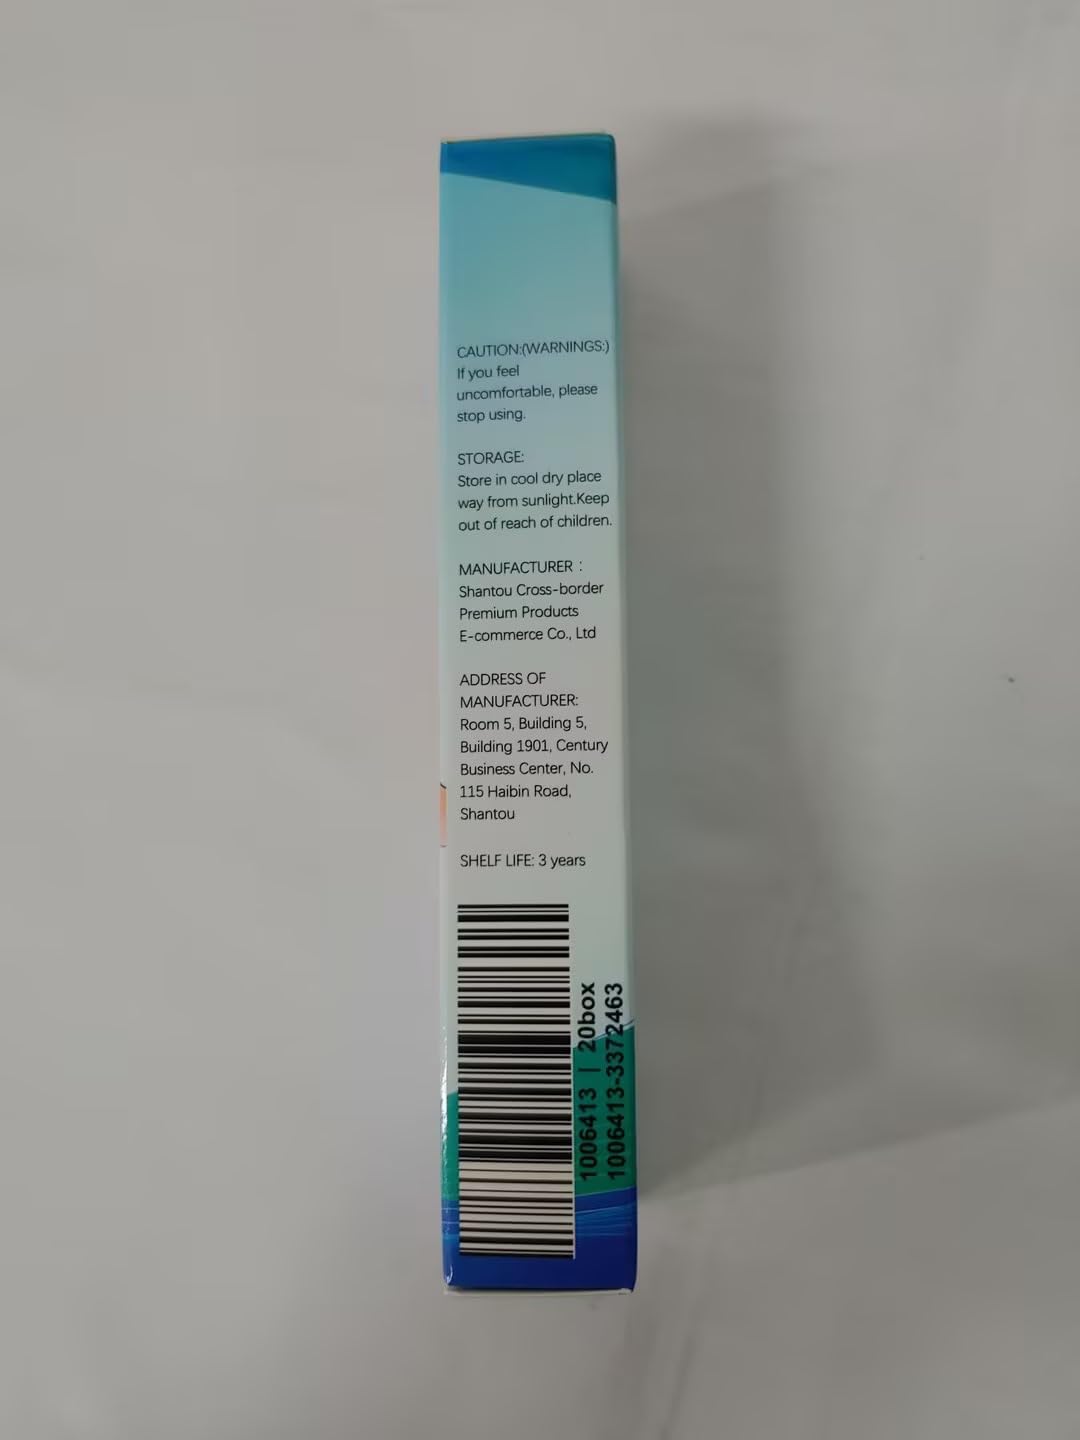 CAUTION:(WARNINGS:)
If you feel
uncomfortable, please
stop using.
STORAGE:
Store in cool dry place
way from sunlight.Keep
out of reach of children.
MANUFACTURER :
Shantou Cross-border
Premium Products
E-commerce Co., Ltd
ADDRESS OF
MANUFACTURER:
Room 5, Building 5,
Building 1901, Century
Business Center, No.
115 Haibin Road,
Shantou
SHELF LIFE: 3 years
1006413 | 20box
1006413-3372463